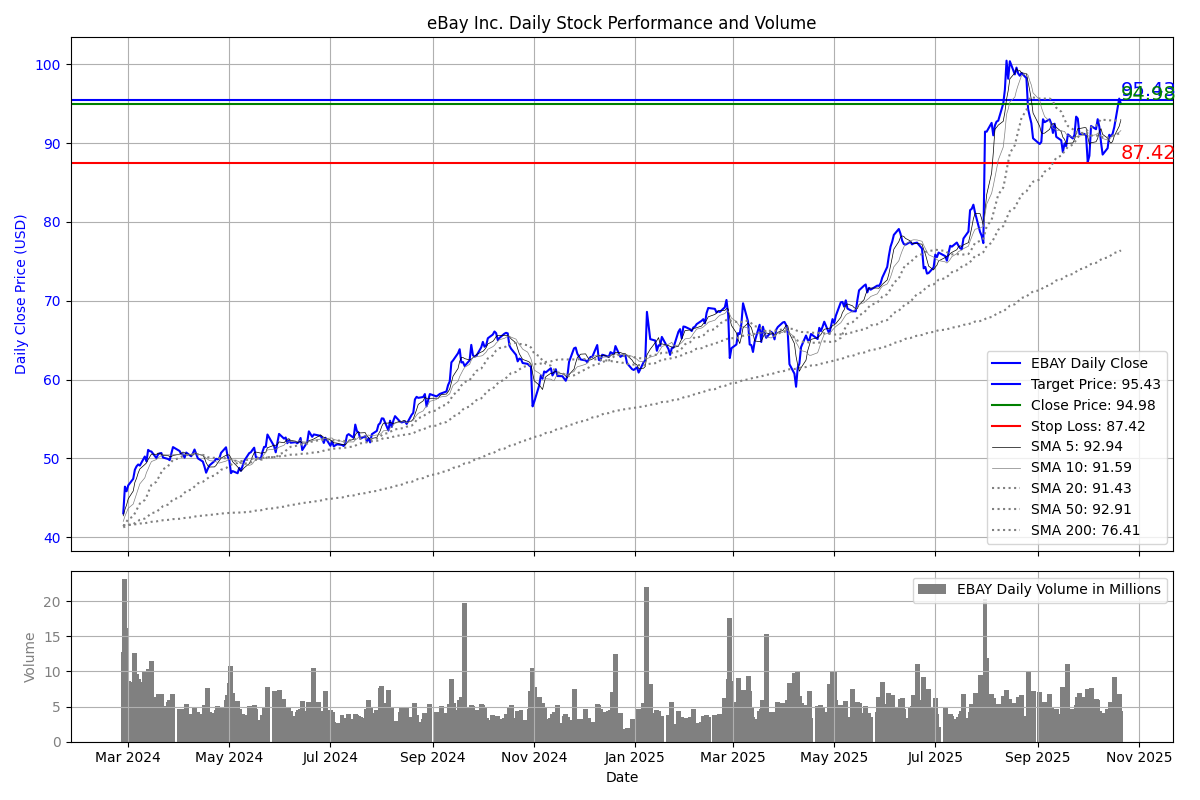 eBay Inc. Daily Stock Performance and Volume
Daily Close Price (USD)
100
90
80
70
60
50
40
95.43
94.98
87.42
EBAY Daily Close
Target Price: 95.43
Close Price: 94.98
Stop Loss: 87.42
SMA 5: 92.94
SMA 10: 91.59
SMA 20: 91.43
SMA 50: 92.91
SMA 200: 76.41
Volume
20
15
10
5
0
EBAY Daily Volume in Millions
Mar 2024
May 2024
Jul 2024
Sep 2024
Nov 2024
Jan 2025
Mar 2025
May 2025
Jul 2025
Sep 2025
Nov 2025
Date